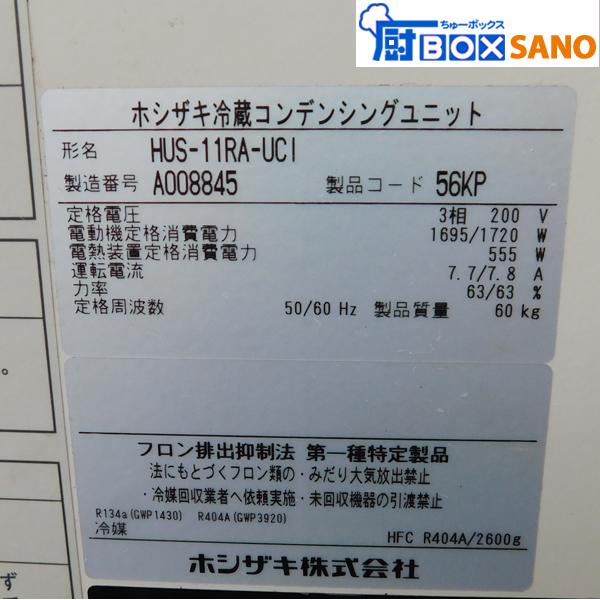 ちゅーボックス
厨BOX SANO
ホシザキ冷蔵コンデンシングユニット
形名 HUS-11RA-UCI
製造番号 A008845 製品コード 56KP
定格電圧 3相 200 V
電動機定格消費電力 1695/1720 W
電熱装置定格消費電力 555 W
運転電流 7.7/7.8 A
力率 63/63 %
定格周波数 50/60 Hz 製品質量 60 kg
。
フロン排出抑制法 第一種特定製品
法にもとづくフロン類の・みだり大気放出禁止
・冷媒回収業者へ依頼実施・未回収機器の引渡禁止
R134a(GWP1430) R404A(GWP3920)
冷媒 HFC R404A/2600g
ホシザキ株式会社
ず